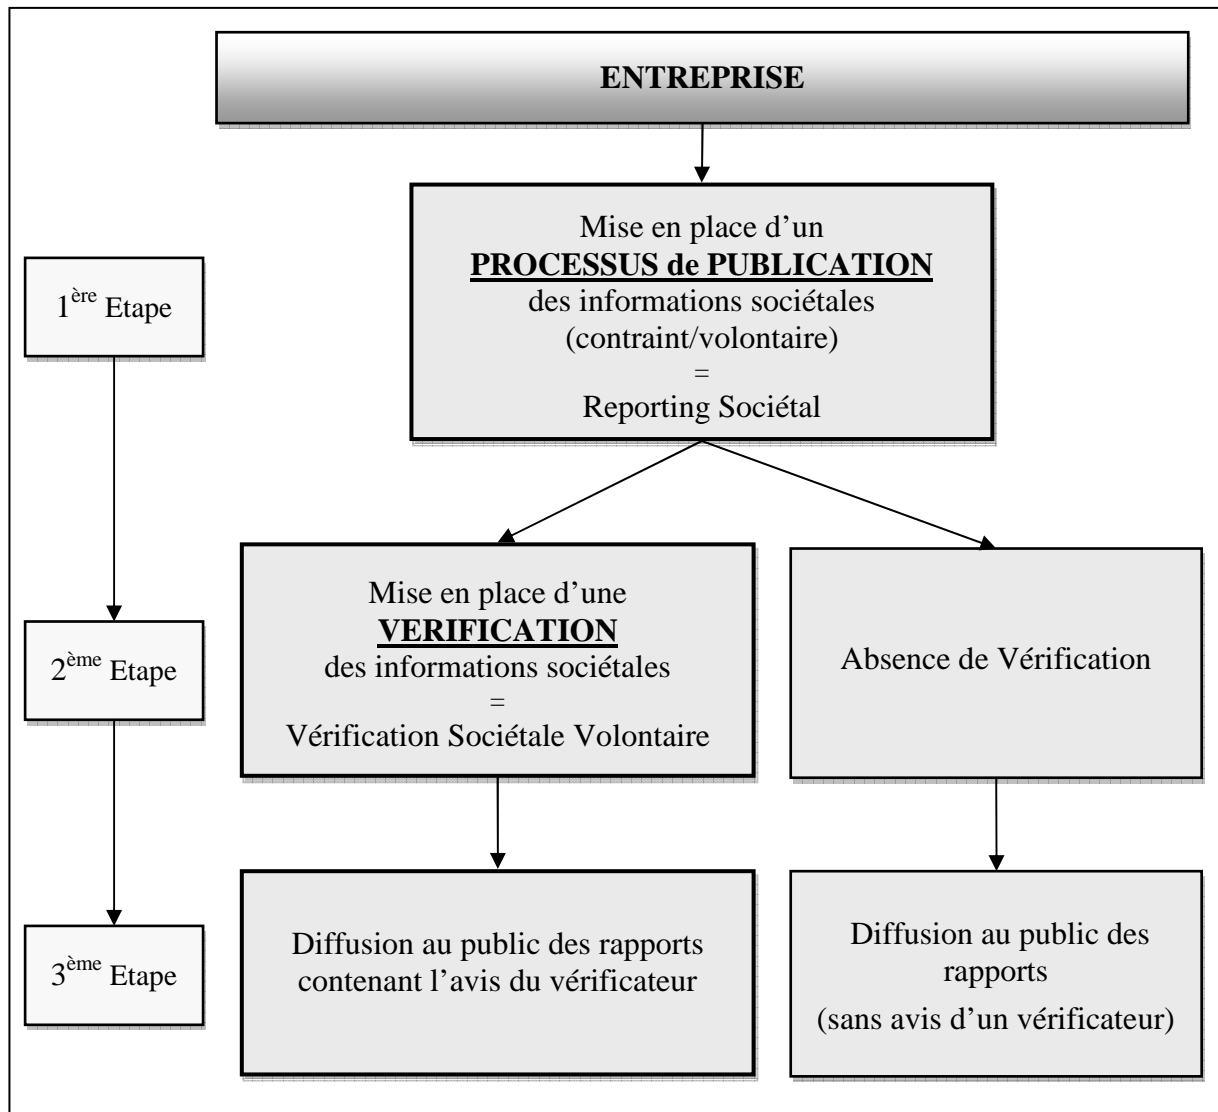 ENTREPRISE
Mise en place d’un
PROCESSUS de PUBLICATION
des informations sociétales
(contraint/volontaire)
=
Reporting Sociétal
1ère Etape
Mise en place d’une
VERIFICATION
des informations sociétales
=
Vérification Sociétale Volontaire
Absence de Vérification
2ème Etape
Diffusion au public des rapports
contenant l’avis du vérificateur
Diffusion au public des
rapports
(sans avis d’un vérificateur)
3ème Etape